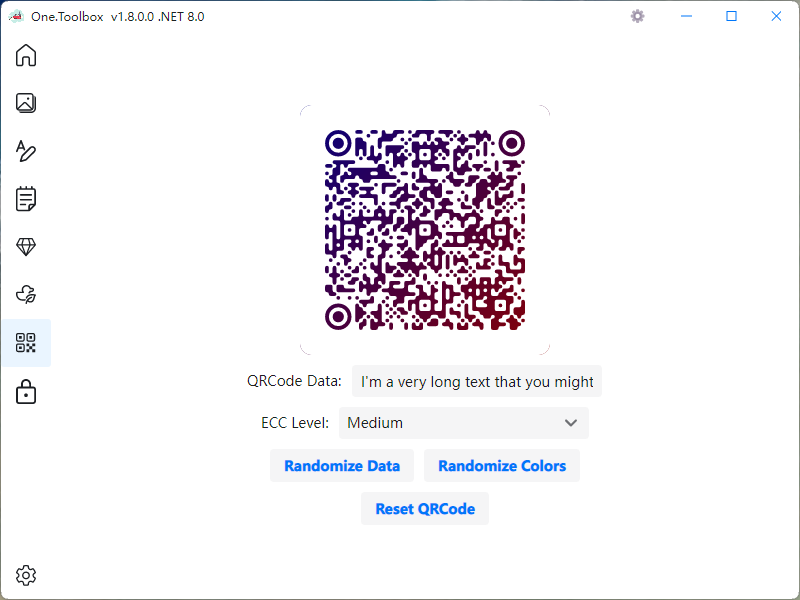 One.Toolbox v1.8.0.0 .NET 8.0
QRCode Data: I'm a very long text that you might
ECC Level: Medium
Randomize Data Randomize Colors
Reset QRCode